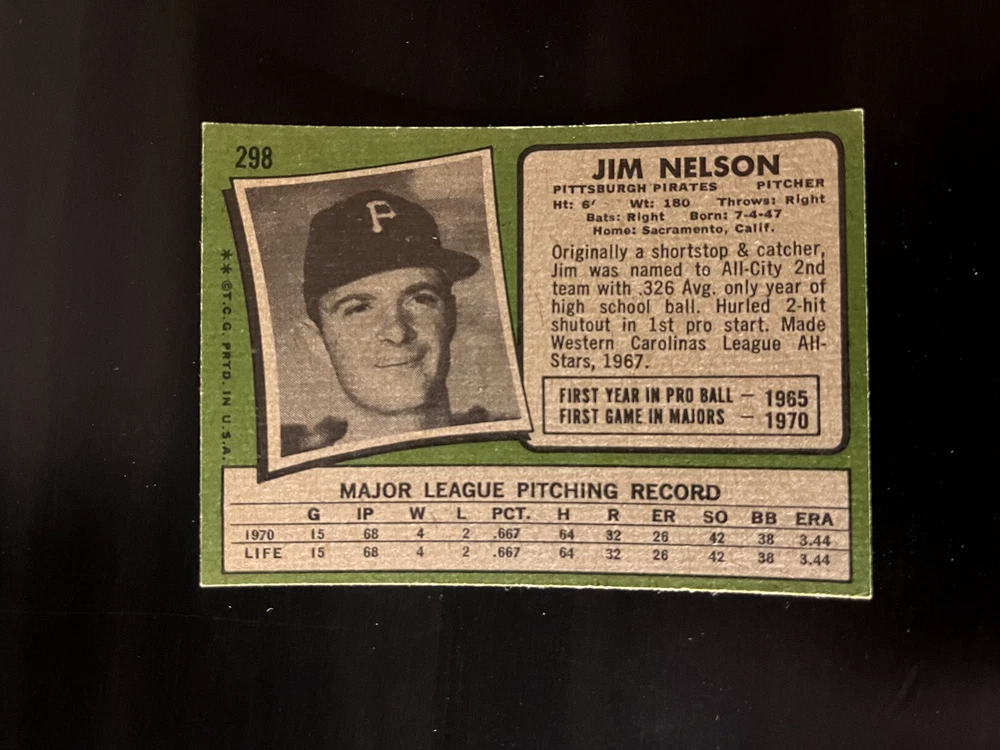 298
P
** ©T.C.G. PRTD. IN U.S.A.
JIM NELSON
PITTSBURGH PIRATES PITCHER
Ht: 6' Wt: 180 Throws: Right
Bats: Right Born: 7-4-47
Home: Sacramento, Calif.
Originally a shortstop & catcher,
Jim was named to All-City 2nd
team with .326 Avg. only year of
high school ball. Hurled 2-hit
shutout in 1st pro start. Made
Western Carolinas League All-
Stars, 1967.
FIRST YEAR IN PRO BALL — 1965
FIRST GAME IN MAJORS — 1970
MAJOR LEAGUE PITCHING RECORD
G IP W L PCT. H R ER SO BB ERA
1970 15 68 4 2 .667 64 32 26 42 38 3.44
LIFE 15 68 4 2 .667 64 32 26 42 38 3.44